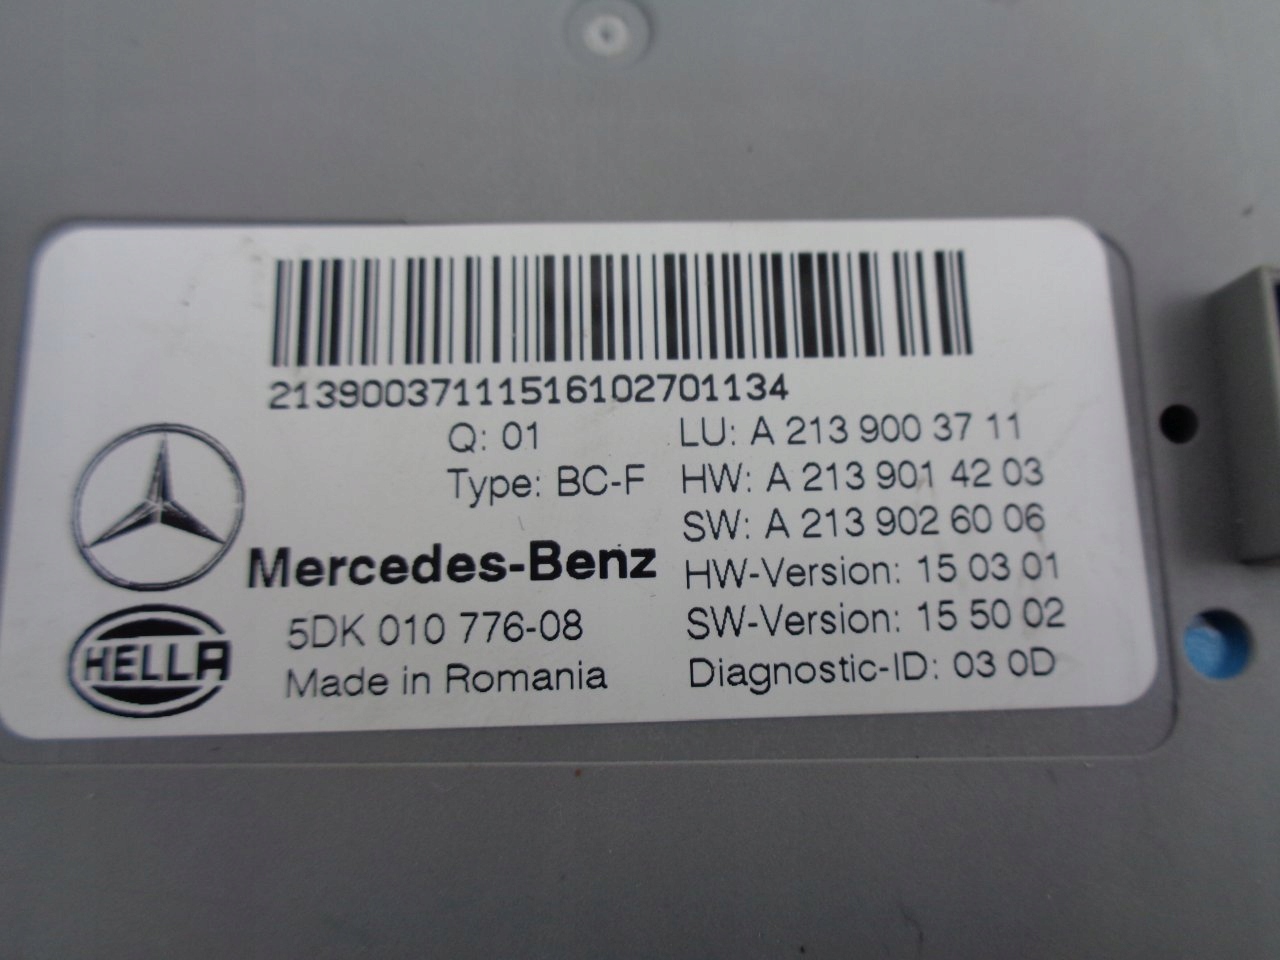 213900371115161027011​34
Q: 01
LU: A 213 900 37 11
Type: BC-F
HW: A 213 901 42 03
SW: A 213 902 60 06
Mercedes-Benz
HW-Version: 15 03 01
5DK 010 776-08
SW-Version: 15 50 02
HELLA
Made in Romania
Diagnostic-ID: 03 0D